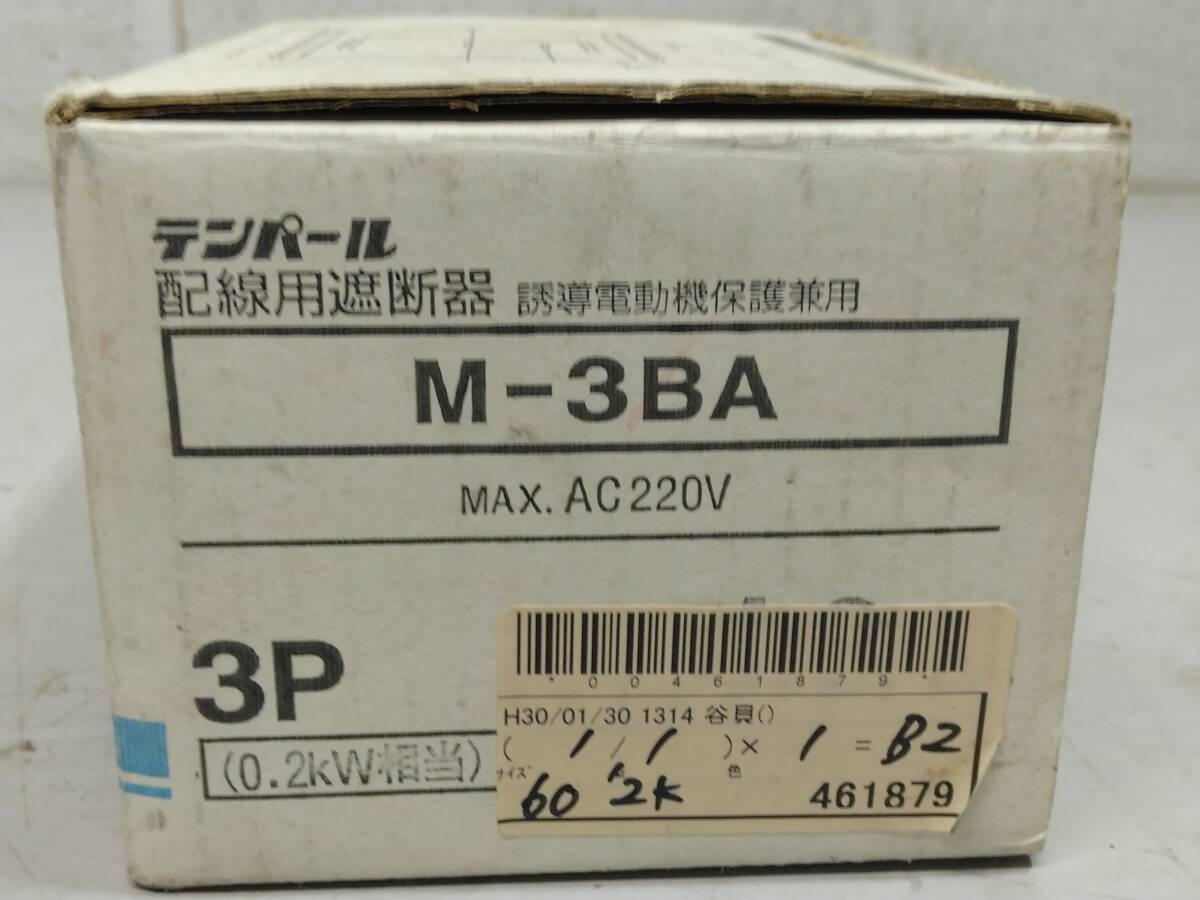 テンパール
配線用遮断器 誘導電動機保護兼用
M-3BA
MAX. AC220V
3P
(0.2kW相当)
*00461879*
H30/01/30 1314 谷貝()
( 1 / 1 )× 1 = B2
サイズ 60 2K 色
461879